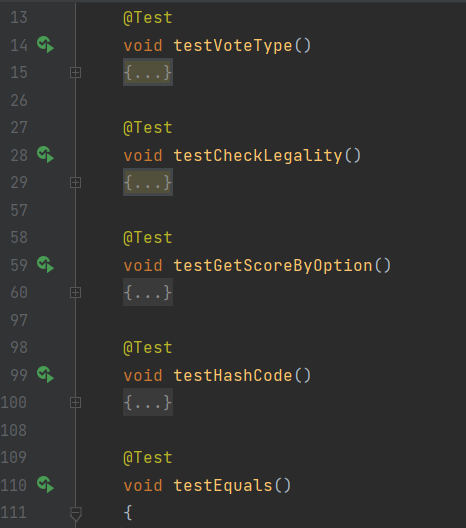 13 @Test
14 void testVoteType()
15 {...}
26
27 @Test
28 void testCheckLegality()
29 {...}
57
58 @Test
59 void testGetScoreByOption()
60 {...}
97
98 @Test
99 void testHashCode()
100 {...}
108
109 @Test
110 void testEquals()
111 {